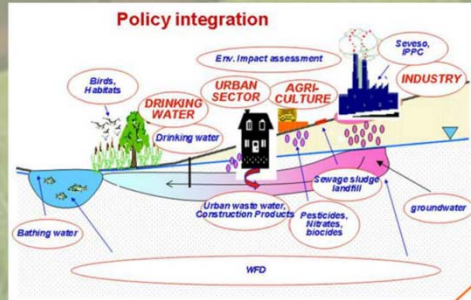 Policy integration
Env. Impact assessment
Seveso,
IPPC
Birds,
Habitats
DRINKING
WATER
URBAN
SECTOR
AGRI-
CULTURE
INDUSTRY
Drinking water
Bathing water
Urban waste water,
Construction Products
Sewage sludge
landfill
Pesticides,
Nitrates,
biocides
groundwater
WFD